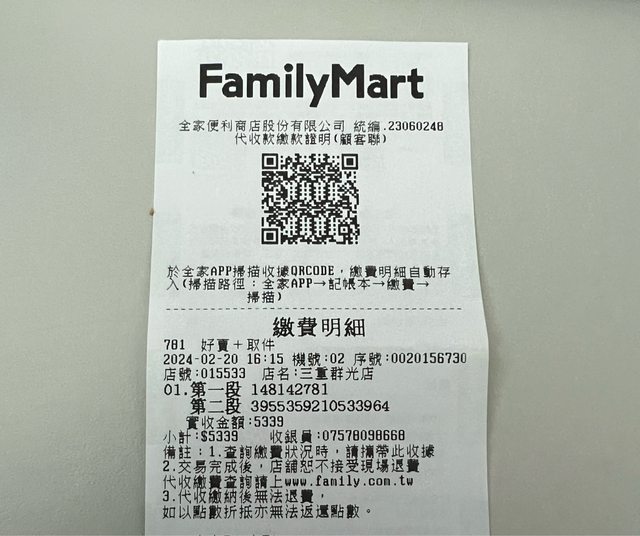 FamilyMart
全家便利商店股份有限公司 統編.23060248
代收款繳款證明(顧客聯)
於全家APP掃描收據QRCODE，繳費明細自動存
入(掃描路徑：全家APP→記帳本→繳費→
掃描)
繳費明細
781 好賣＋取件
2024-02-20 16:15 機號:02 序號:0020156730
店號:015533 店名:三重群光店
01.第一段 148142781
第二段 3955359210533964
實收金額:5339
小計:$5339 收銀員:07578098668
備註：1.查詢繳費狀況時，請攜帶此收據
2.交易完成後，店舖恕不接受現場退費
代收繳費查詢請上www.family.com.tw
3.代收繳納後無法退費，
如以點數折抵亦無法返還點數。